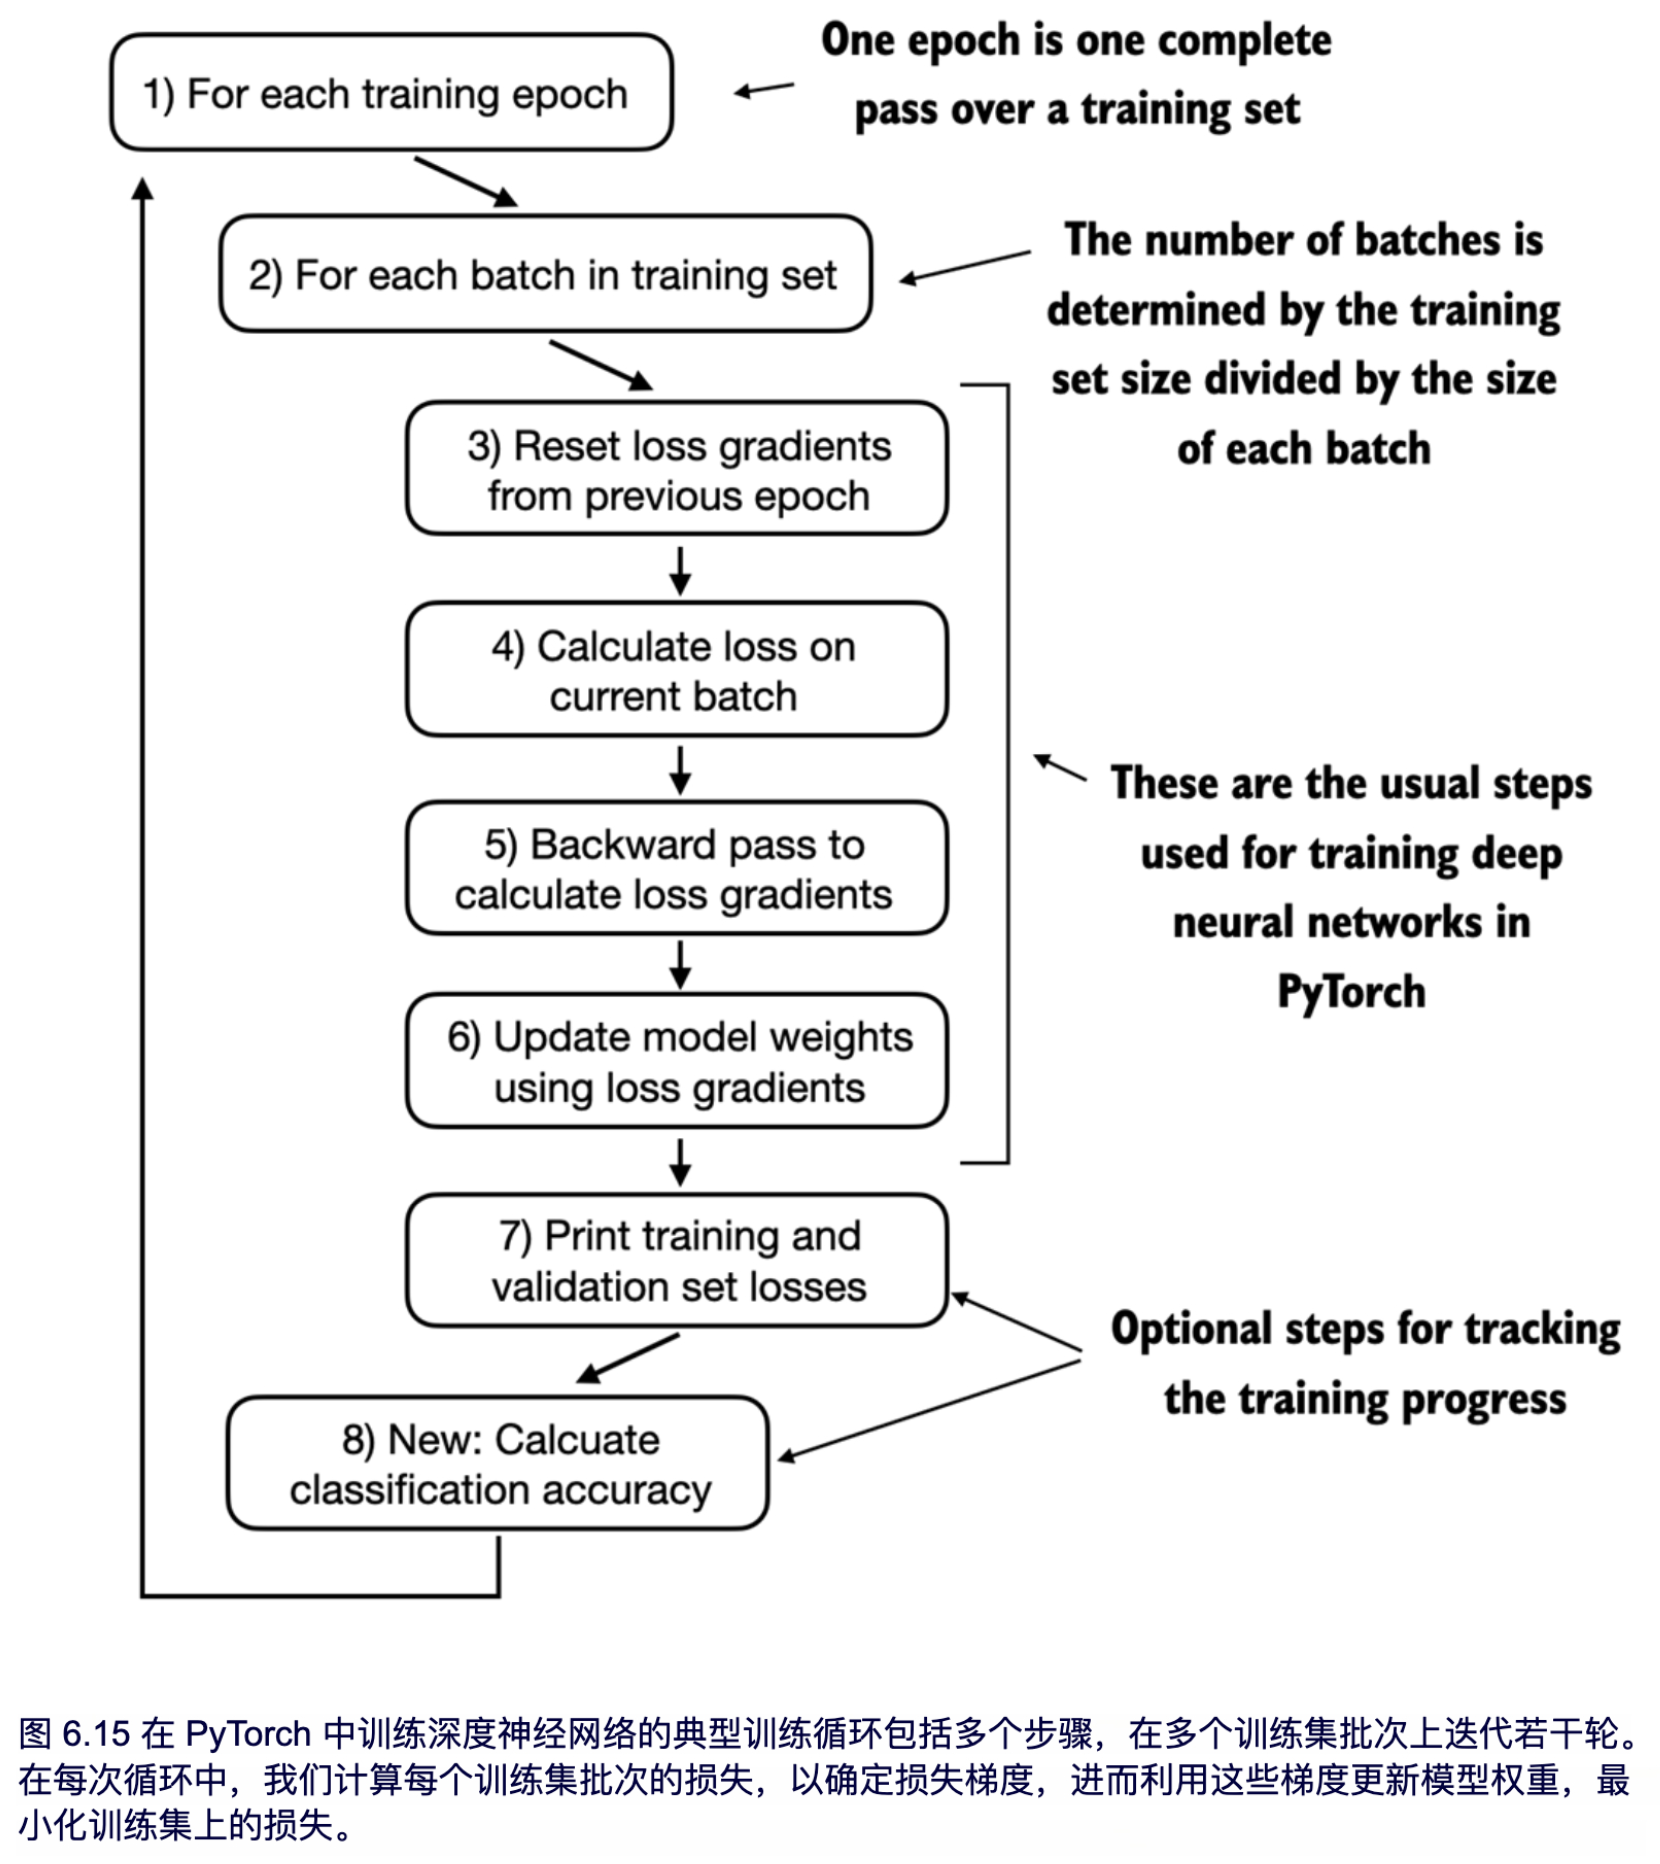 One epoch is one complete
pass over a training set
1) For each training epoch
2) For each batch in training set
The number of batches is
determined by the training
set size divided by the size
of each batch
3) Reset loss gradients
from previous epoch
4) Calculate loss on
current batch
5) Backward pass to
calculate loss gradients
These are the usual steps
used for training deep
neural networks in
PyTorch
6) Update model weights
using loss gradients
7) Print training and
validation set losses
Optional steps for tracking
the training progress
8) New: Calcuate
classification accuracy
图 6.15 在 PyTorch 中训练深度神经网络的典型训练循环包括多个步骤，在多个训练集批次上迭代若干轮。
在每次循环中，我们计算每个训练集批次的损失，以确定损失梯度，进而利用这些梯度更新模型权重，最
小化训练集上的损失。